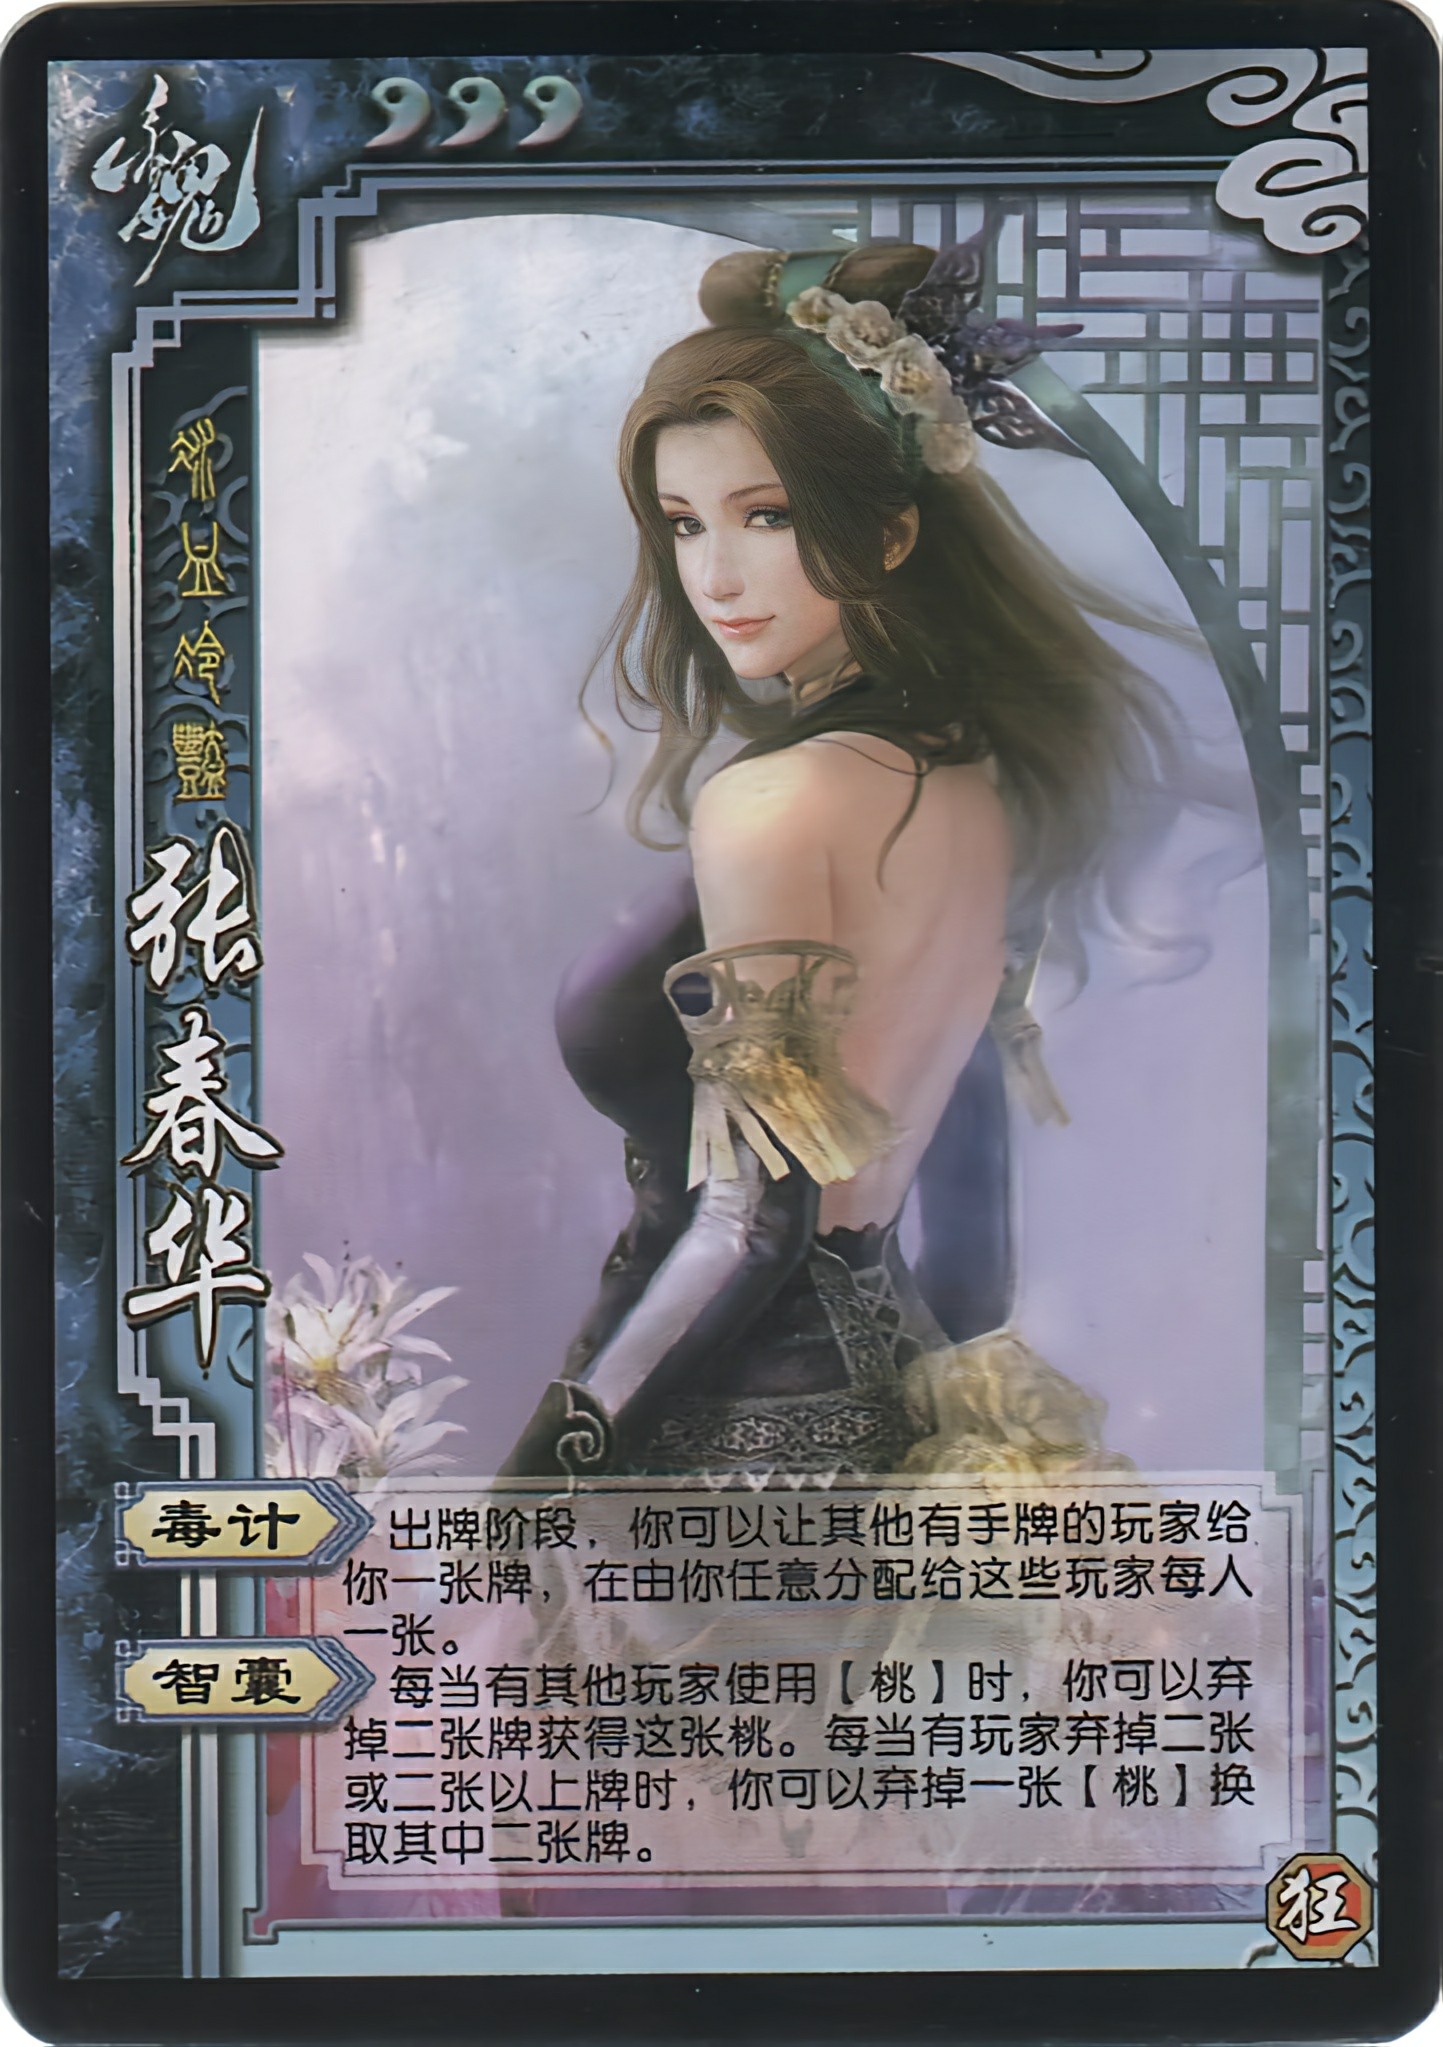 魏
冰血冷艷
张春华
毒计
出牌阶段，你可以让其他有手牌的玩家给
你一张牌，在由你任意分配给这些玩家每人
一张。
智囊
每当有其他玩家使用【桃】时，你可以弃
掉二张牌获得这张桃。每当有玩家弃掉二张
或二张以上牌时，你可以弃掉一张【桃】换
取其中二张牌。
狂